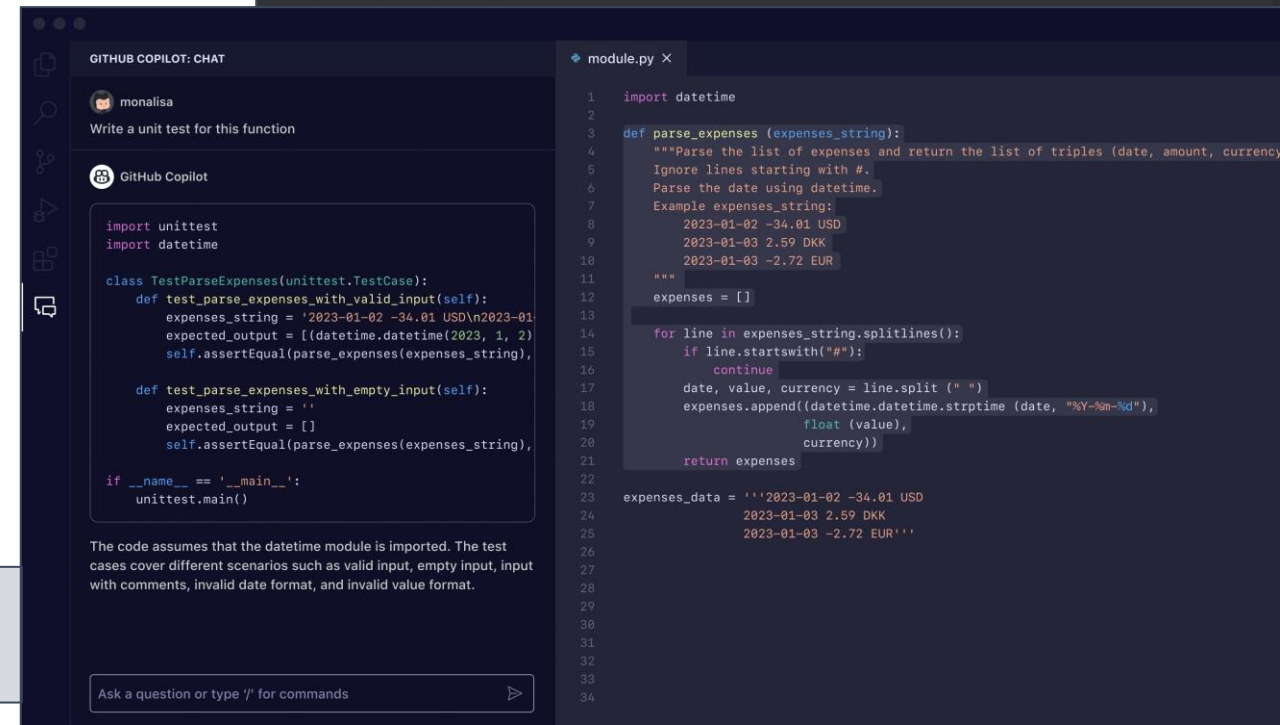 GITHUB COPILOT: CHAT
monalisa
Write a unit test for this function
GitHub Copilot
import unittest
import datetime
class TestParseExpenses(unittest.TestCase):
def test_parse_expenses_with_valid_input(self):
expenses_string = '2023-01-02 -34.01 USD\n2023-01-
expected_output = [(datetime.datetime(2023, 1, 2)
self.assertEqual(parse_expenses(expenses_string),
def test_parse_expenses_with_empty_input(self):
expenses_string = ''
expected_output = []
self.assertEqual(parse_expenses(expenses_string),
if __name__ == '__main__':
unittest.main()
The code assumes that the datetime module is imported. The test
cases cover different scenarios such as valid input, empty input, input
with comments, invalid date format, and invalid value format.
Ask a question or type '/' for commands
module.py
1 import datetime
2
3 def parse_expenses (expenses_string):
4 """Parse the list of expenses and return the list of triples (date, amount, currency
5 Ignore lines starting with #.
6 Parse the date using datetime.
7 Example expenses_string:
8 2023-01-02 -34.01 USD
9 2023-01-03 2.59 DKK
10 2023-01-03 -2.72 EUR
11 """
12 expenses = []
13
14 for line in expenses_string.splitlines():
15 if line.startswith("#"):
16 continue
17 date, value, currency = line.split (" ")
18 expenses.append((datetime.datetime.strptime (date, "%Y-%m-%d"),
19 float (value),
20 currency))
21 return expenses
22
23 expenses_data = '''2023-01-02 -34.01 USD
24 2023-01-03 2.59 DKK
25 2023-01-03 -2.72 EUR'''
26
27
28
29
30
31
32
33
34